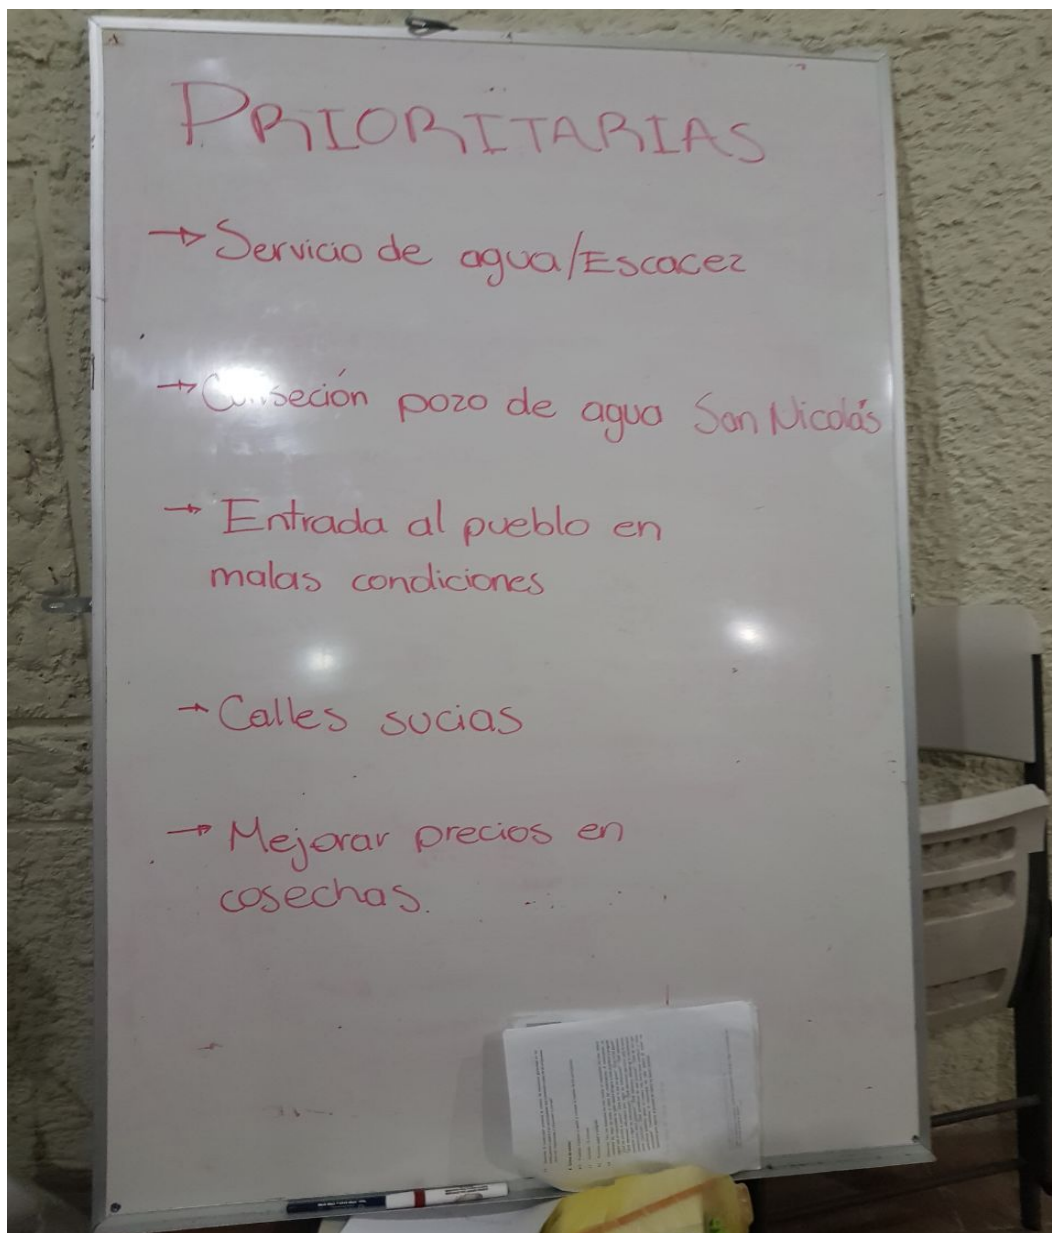 PRIORITARIAS
→ Servicio de agua/Escacez
→ Conseción pozo de agua San Nicolás
→ Entrada al pueblo en
malas condiciones
→ Calles sucias
→ Mejorar precios en
cosechas.